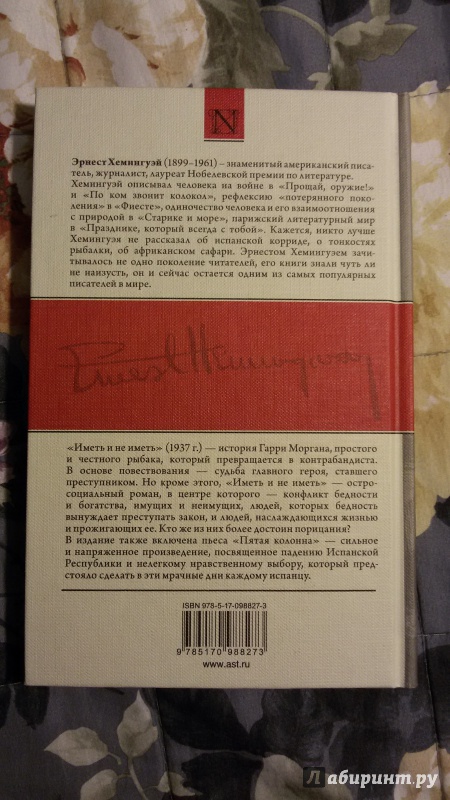 N
Эрнест Хемингуэй (1899–1961) – знаменитый американский писа-
тель, журналист, лауреат Нобелевской премии по литературе.
Хемингуэй описывал человека на войне в «Прощай, оружие!»
и «По ком звонит колокол», рефлексию «потерянного поко-
ления» в «Фиесте», одиночество человека и его взаимоотношения
с природой в «Старике и море», парижский литературный мир
в «Празднике, который всегда с тобой». Кажется, никто лучше
Хемингуэя не рассказал об испанской корриде, о тонкостях
рыбалки, об африканском сафари. Эрнестом Хемингуэем зачи-
тывалось не одно поколение читателей, его книги знали чуть ли
не наизусть, он и сейчас остается одним из самых популярных
писателей в мире.
Ernest Hemingway
«Иметь и не иметь» (1937 г.) — история Гарри Моргана, простого
и честного рыбака, который превращается в контрабандиста.
В основе повествования — судьба главного героя, ставшего
преступником. Но кроме этого, «Иметь и не иметь» — остро-
социальный роман, в центре которого — конфликт бедности
и богатства, имущих и неимущих, людей, которых бедность
вынуждает преступать закон, и людей, наслаждающихся жизнью
и прожигающих ее. Кто же из них более достоин порицания?
В издание также включена пьеса «Пятая колонна» — сильное
и напряженное произведение, посвященное падению Испанской
Республики и нелегкому нравственному выбору, который пред-
стояло сделать в эти мрачные дни каждому испанцу.
ISBN 978-5-17-098827-3
9785170988273
www.ast.ru
Лабиринт.ру